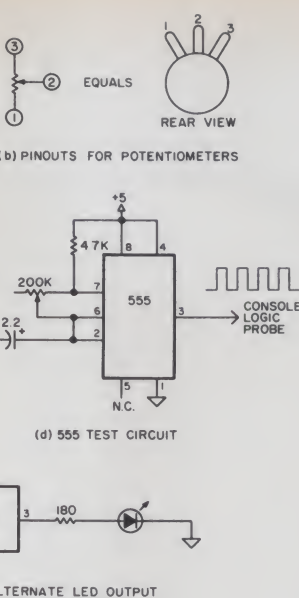 1 2 3
3
2
EQUALS
1
REAR VIEW
(b) PINOUTS FOR POTENTIOMETERS
+5
4.7K
8 4
200K
7
555
6
3
CONSOLE
LOGIC
PROBE
2.2
+
2
5
1
N.C.
(d) 555 TEST CIRCUIT
3
180
LTERNATE LED OUTPUT